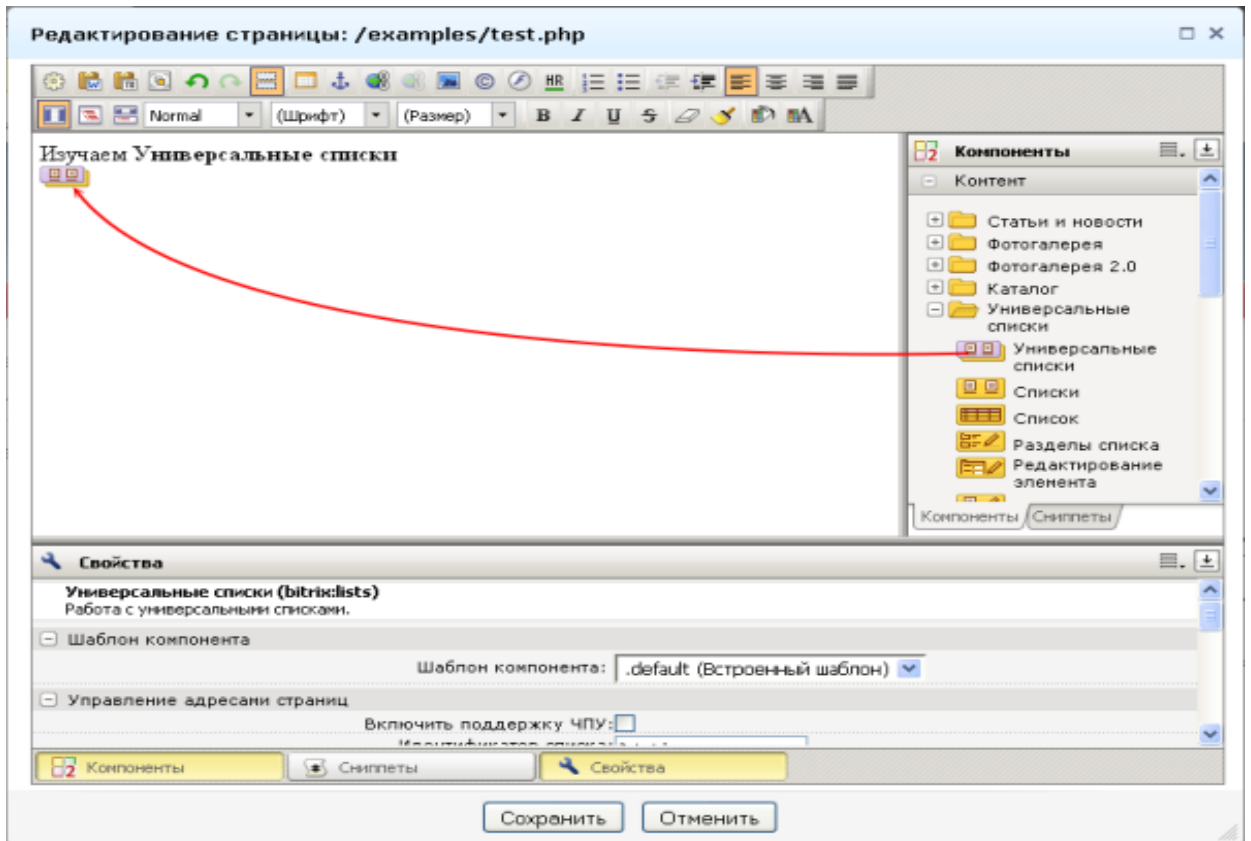 Редактирование страницы: /examples/test.php
HR
Normal
(Шрифт)
(Размер)
B I U S
Изучаем Универсальные списки
Компоненты
Контент
Статьи и новости
Фотогалерея
Фотогалерея 2.0
Каталог
Универсальные
списки
Универсальные
списки
Списки
Список
Разделы списка
Редактирование
элемента
Компоненты
Сниппеты
Свойства
Универсальные списки (bitrix:lists)
Работа с универсальными списками.
Шаблон компонента
Шаблон компонента: .default (Встроенный шаблон)
Управление адресами страниц
Включить поддержку ЧПУ:
Компоненты
Сниппеты
Свойства
Сохранить
Отменить